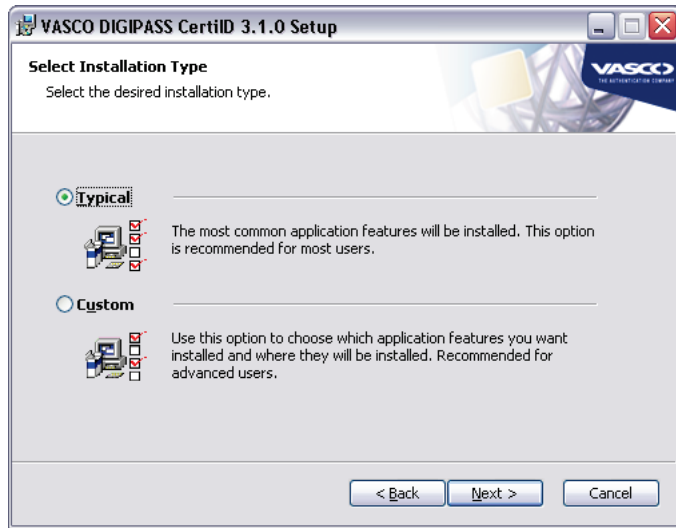 VASCO DIGIPASS CertiID 3.1.0 Setup
Select Installation Type
Select the desired installation type.
VASCO
THE AUTHENTICATION COMPANY
Typical
The most common application features will be installed. This option
is recommended for most users.
Custom
Use this option to choose which application features you want
installed and where they will be installed. Recommended for
advanced users.
< Back
Next >
Cancel